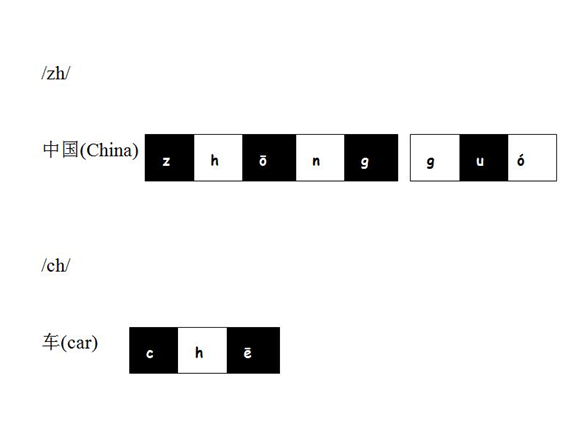 /zh/
中国(China) z h ō n g g u ó
/ch/
车(car) c h ē